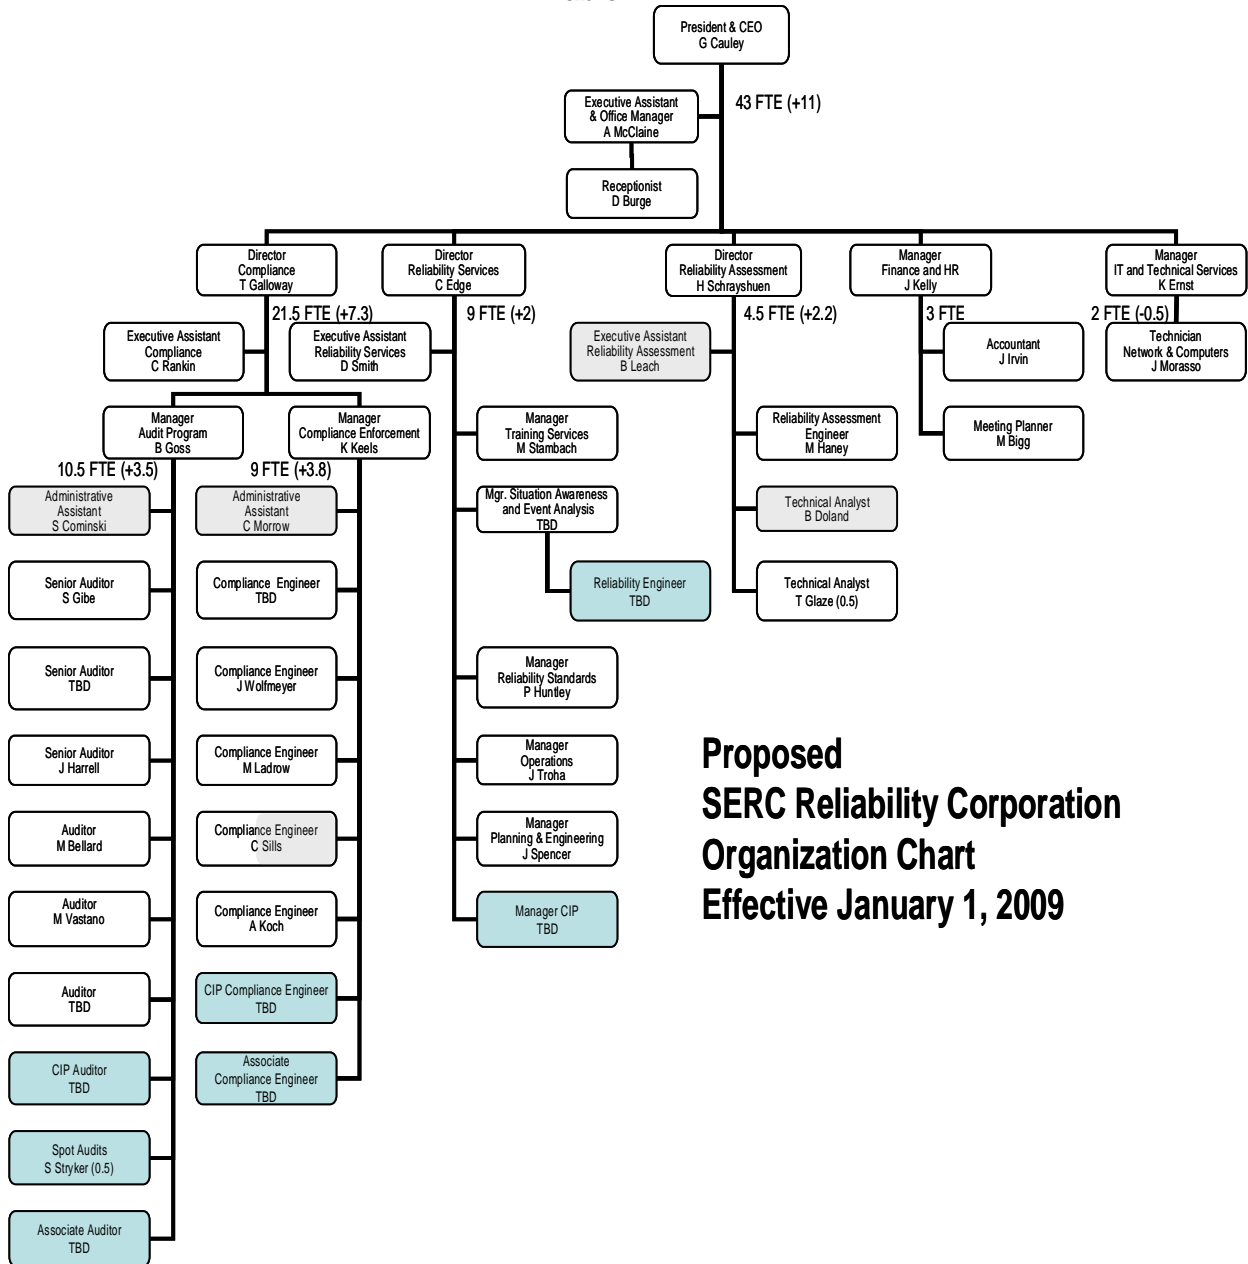 President & CEO
G Cauley
43 FTE (+11)
Executive Assistant
& Office Manager
A McClaine
Receptionist
D Burge
Director
Compliance
T Galloway
Director
Reliability Services
C Edge
Director
Reliability Assessment
H Schrayshuen
Manager
Finance and HR
J Kelly
Manager
IT and Technical Services
K Ernst
21.5 FTE (+7.3)
9 FTE (+2)
4.5 FTE (+2.2)
3 FTE
2 FTE (-0.5)
Executive Assistant
Compliance
C Rankin
Executive Assistant
Reliability Services
D Smith
Executive Assistant
Reliability Assessment
B Leach
Accountant
J Irvin
Technician
Network & Computers
J Morasso
Manager
Audit Program
B Goss
Manager
Compliance Enforcement
K Keels
Manager
Training Services
M Stambach
Reliability Assessment
Engineer
M Haney
Meeting Planner
M Bigg
10.5 FTE (+3.5)
9 FTE (+3.8)
Administrative
Assistant
S Cominski
Administrative
Assistant
C Morrow
Mgr. Situation Awareness
and Event Analysis
TBD
Technical Analyst
B Doland
Senior Auditor
S Gibe
Compliance Engineer
TBD
Reliability Engineer
TBD
Technical Analyst
T Glaze (0.5)
Senior Auditor
TBD
Compliance Engineer
J Wolfmeyer
Manager
Reliability Standards
P Huntley
Senior Auditor
J Harrell
Compliance Engineer
M Ladrow
Manager
Operations
J Troha
Auditor
M Bellard
Compliance Engineer
C Sills
Manager
Planning & Engineering
J Spencer
Auditor
M Vastano
Compliance Engineer
A Koch
Manager CIP
TBD
Auditor
TBD
CIP Compliance Engineer
TBD
CIP Auditor
TBD
Associate
Compliance Engineer
TBD
Spot Audits
S Stryker (0.5)
Associate Auditor
TBD
Proposed
SERC Reliability Corporation
Organization Chart
Effective January 1, 2009